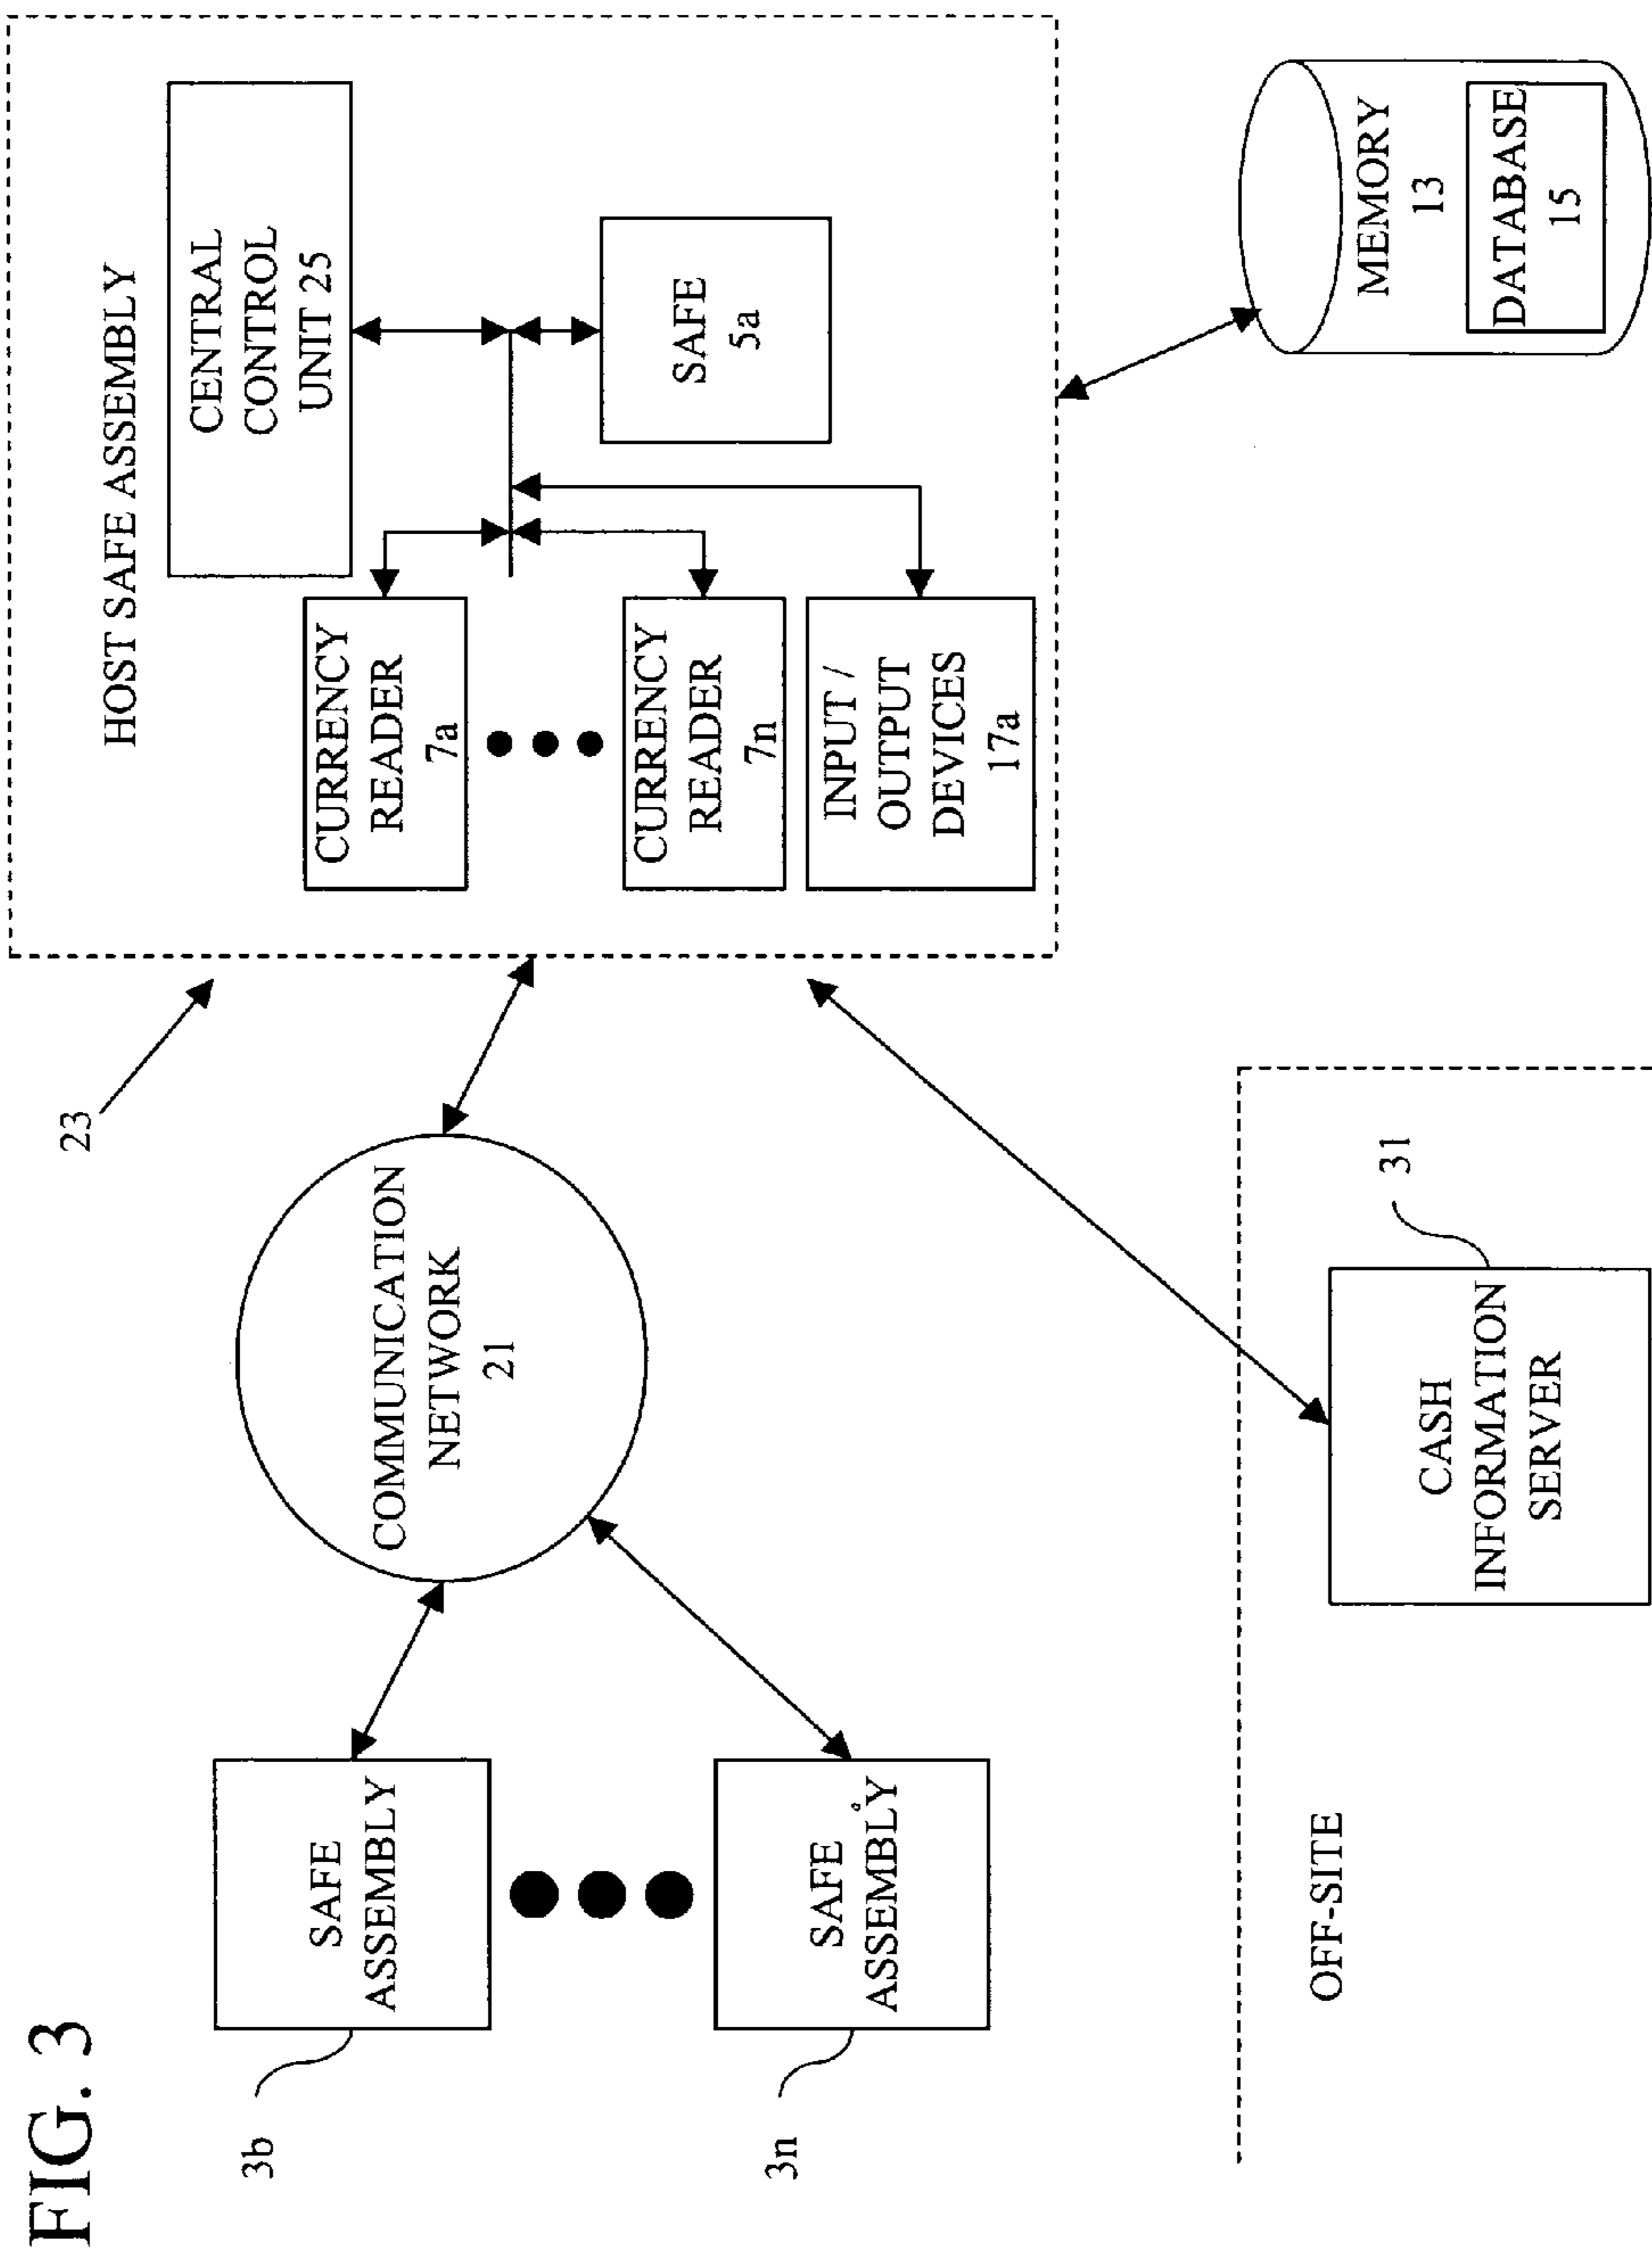 FIG. 3
HOST SAFE ASSEMBLY
23
CENTRAL
CONTROL
UNIT 25
CURRENCY
READER
7a
CURRENCY
READER
7n
INPUT /
OUTPUT
DEVICES
17a
SAFE
5a
COMMUNICATION
NETWORK
21
3b
SAFE
ASSEMBLY
3n
SAFE
ASSEMBLY
MEMORY
13
DATABASE
15
OFF-SITE
CASH
INFORMATION
SERVER
31